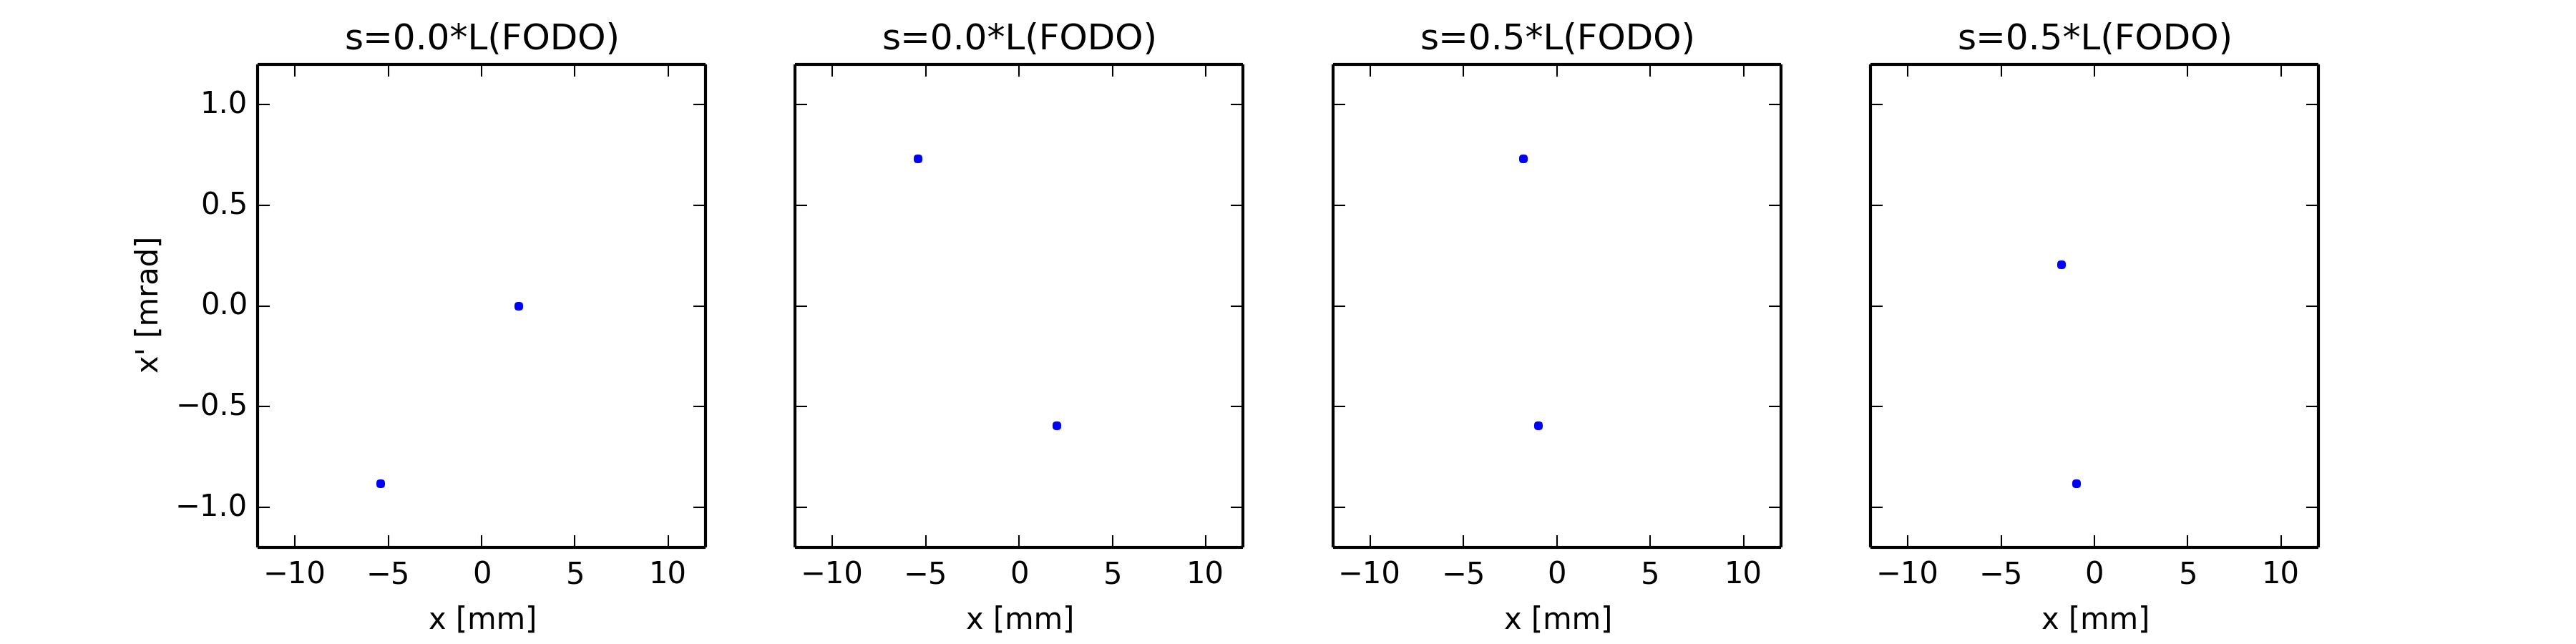 s=0.0*L(FODO) s=0.0*L(FODO) s=0.5*L(FODO) s=0.5*L(FODO)
1.0
0.5
0.0
−0.5
−1.0
x' [mrad]
−10 −5 0 5 10 −10 −5 0 5 10 −10 −5 0 5 10 −10 −5 0 5 10
x [mm] x [mm] x [mm] x [mm]